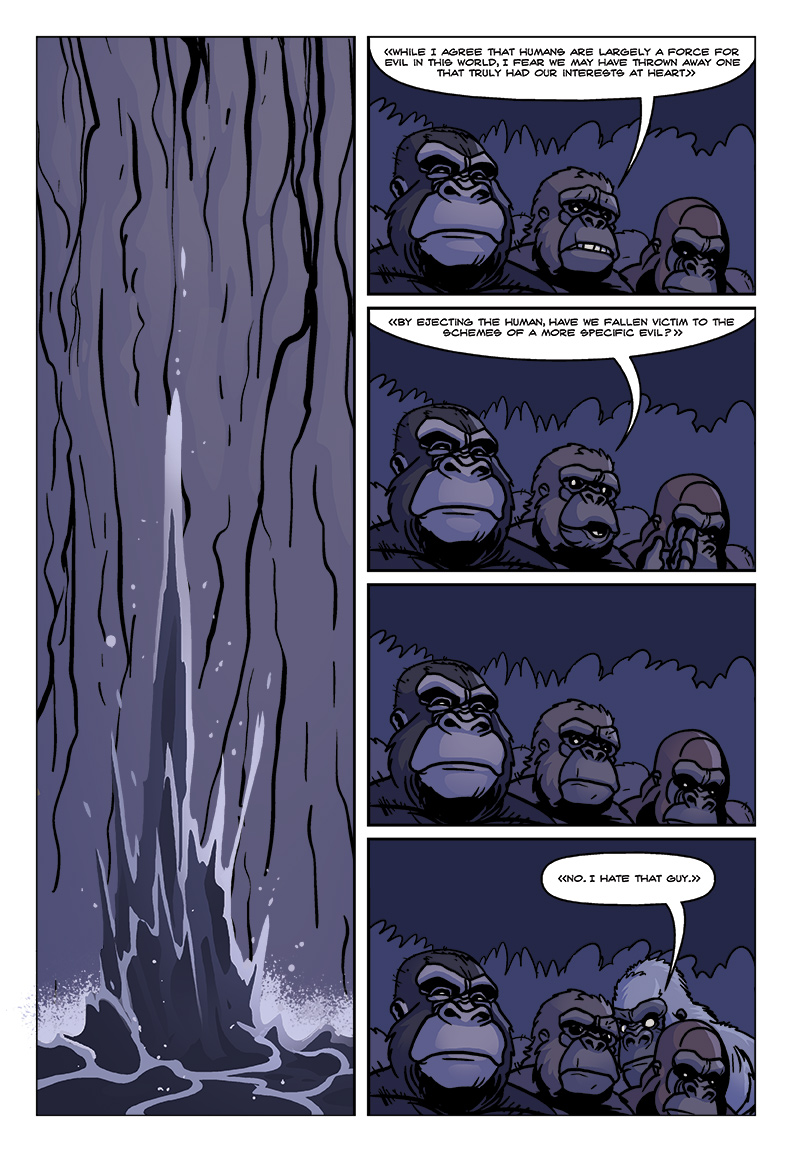 «WHILE I AGREE THAT HUMANS ARE LARGELY A FORCE FOR
EVIL IN THIS WORLD, I FEAR WE MAY HAVE THROWN AWAY ONE
THAT TRULY HAD OUR INTERESTS AT HEART.»
«BY EJECTING THE HUMAN, HAVE WE FALLEN VICTIM TO THE
SCHEMES OF A MORE SPECIFIC EVIL?»
«NO. I HATE THAT GUY.»